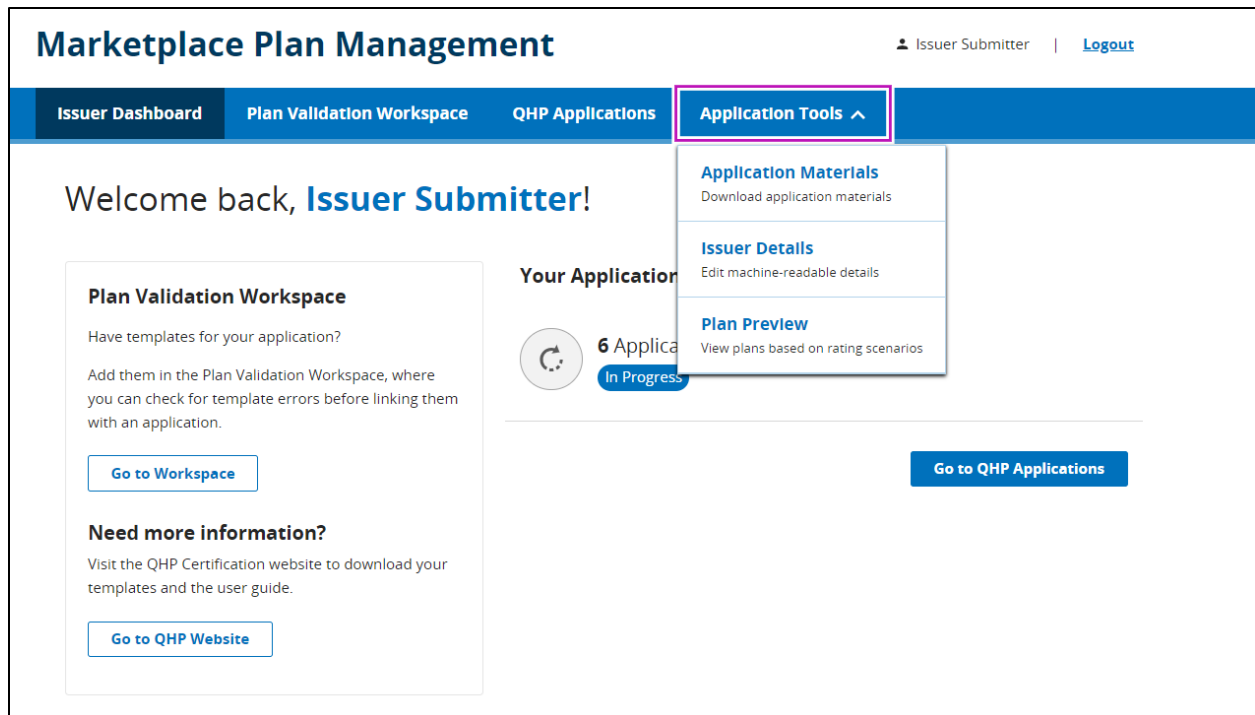 Marketplace Plan Management
Issuer Submitter | Logout
Issuer Dashboard
Plan Validation Workspace
QHP Applications
Application Tools
Application Materials
Download application materials
Issuer Details
Edit machine-readable details
Plan Preview
View plans based on rating scenarios
Welcome back, Issuer Submitter!
Plan Validation Workspace
Have templates for your application?
Add them in the Plan Validation Workspace, where
you can check for template errors before linking them
with an application.
Go to Workspace
Need more information?
Visit the QHP Certification website to download your
templates and the user guide.
Go to QHP Website
Your Application
6 Applica
In Progress
Go to QHP Applications